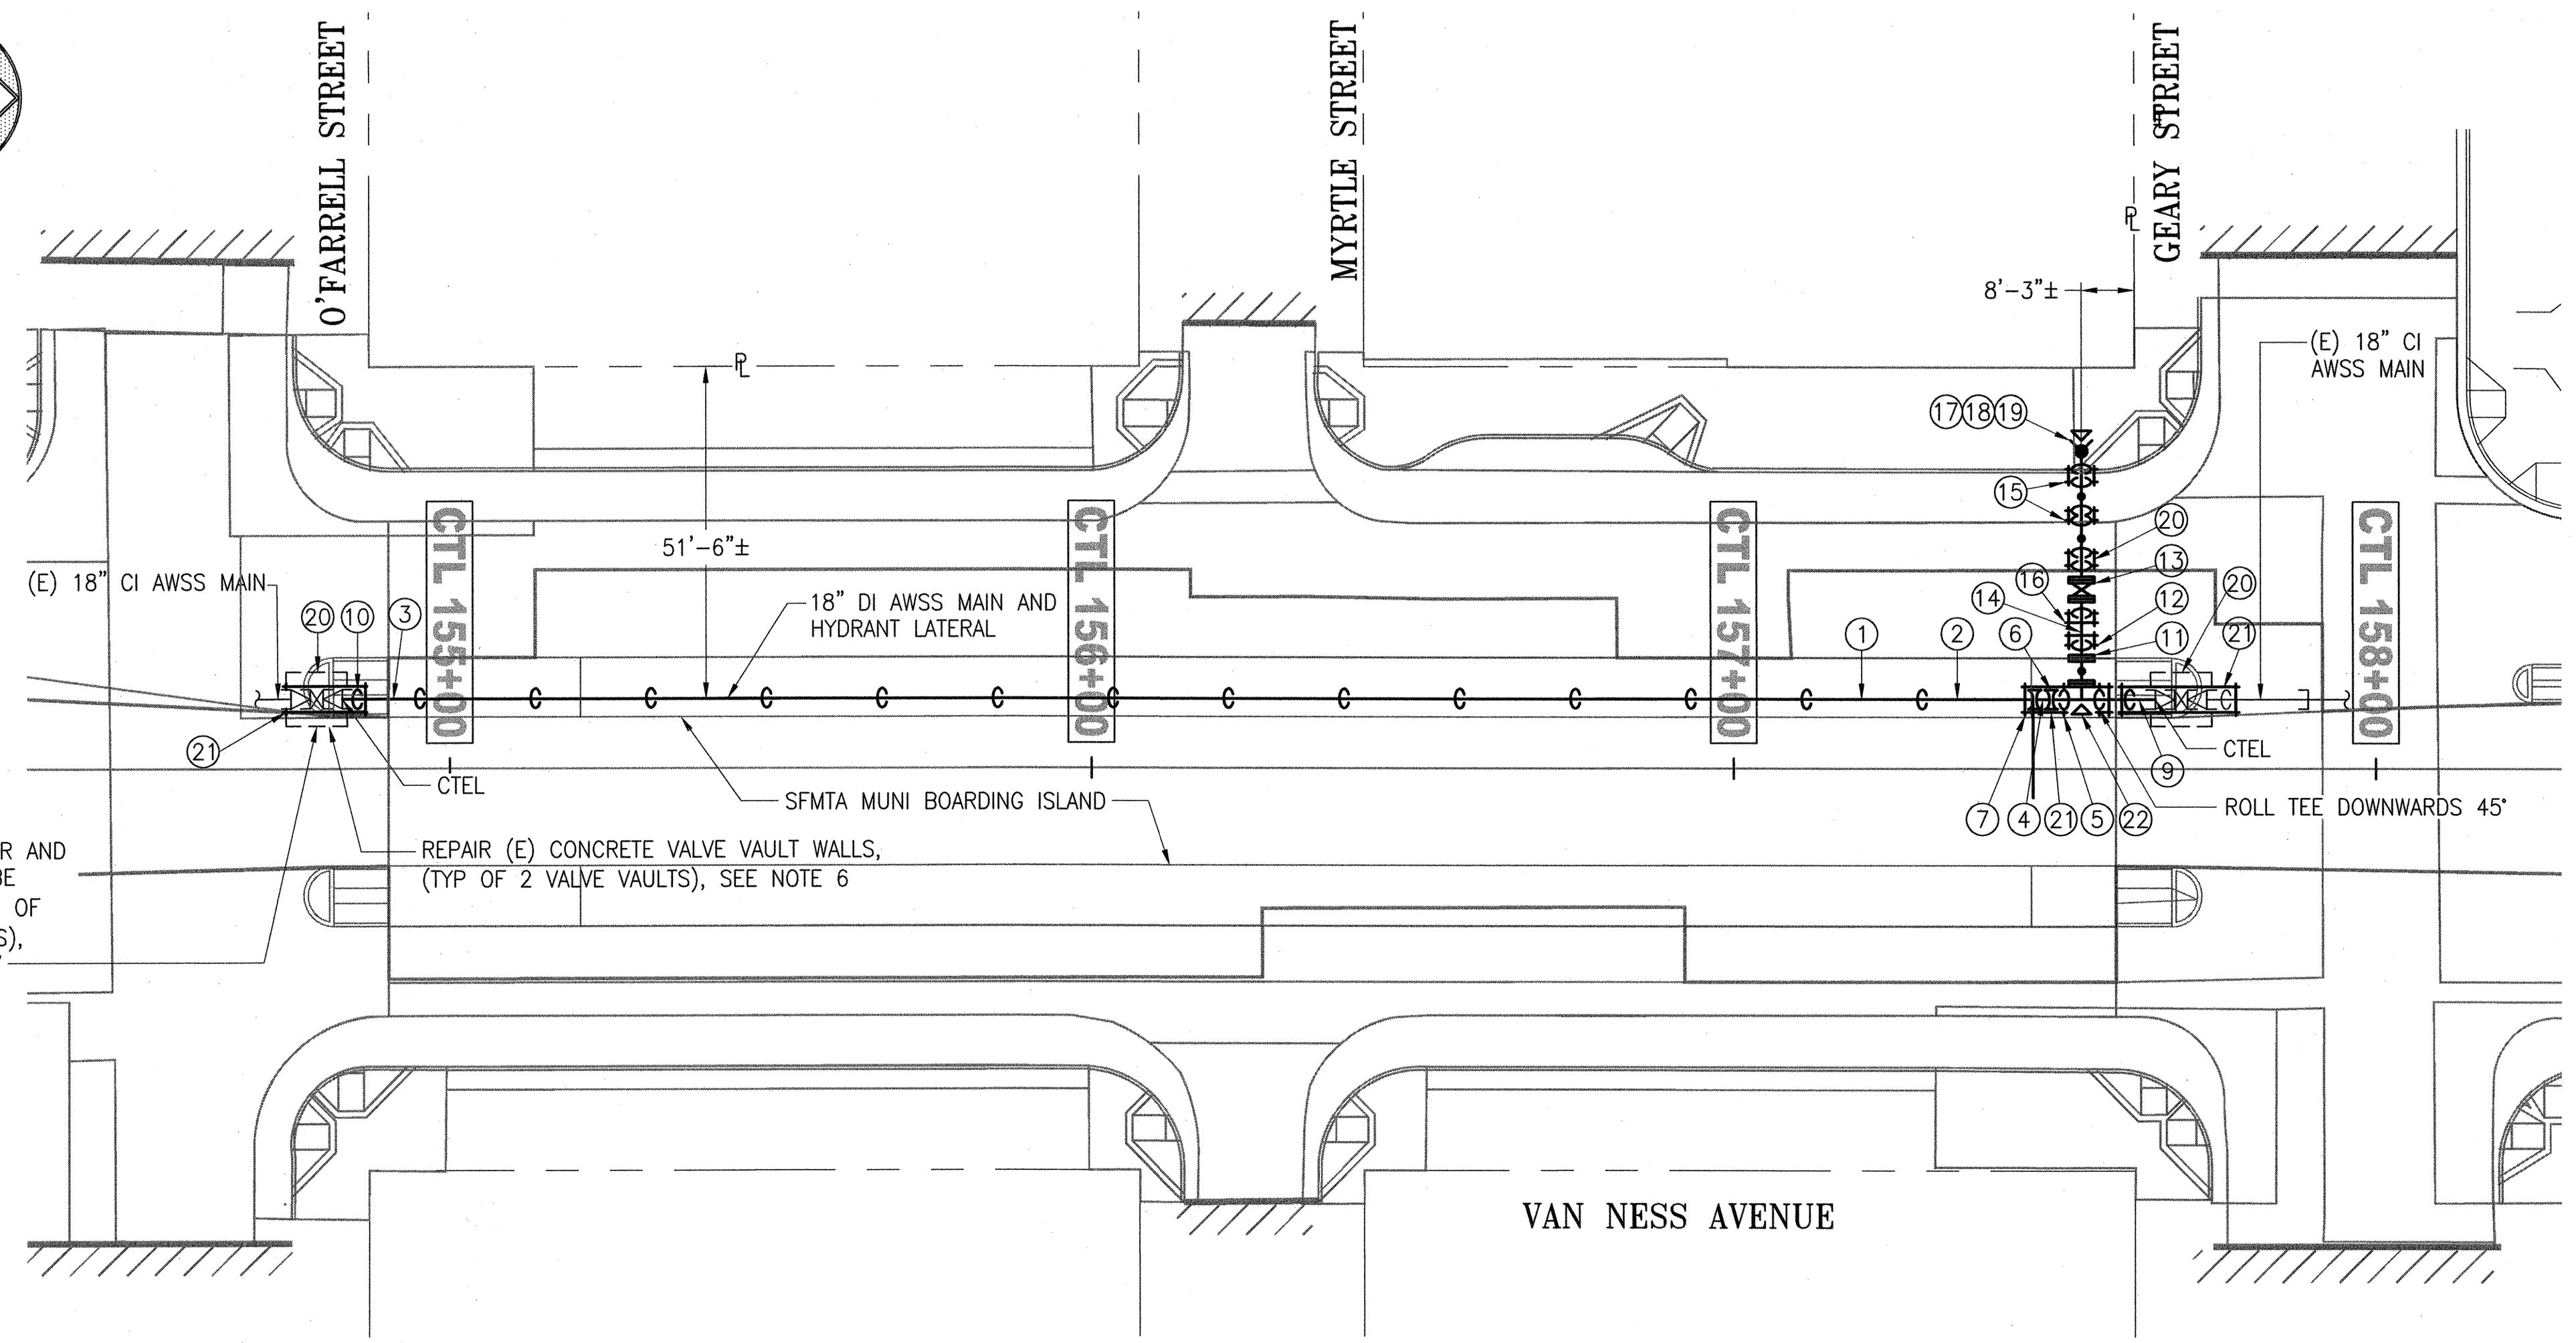 O'FARRELL STREET
MYRTLE STREET
GEARY STREET
PL
8'-3"±
(E) 18" CI
AWSS MAIN
PL
17 18 19
15
51'-6"±
20
(E) 18" CI AWSS MAIN
13
16
20
18" DI AWSS MAIN AND
HYDRANT LATERAL
14
12
20 10 3
1 2 6
11 21
CTL 155+00
CTL 156+00
CTL 157+00
CTL 158+00
21
CTEL
CTEL
9
SFMTA MUNI BOARDING ISLAND
7 4 21 5 22
ROLL TEE DOWNWARDS 45°
REPAIR (E) CONCRETE VALVE VAULT WALLS,
(TYP OF 2 VALVE VAULTS), SEE NOTE 6
R AND
BE
OF
S),
VAN NESS AVENUE